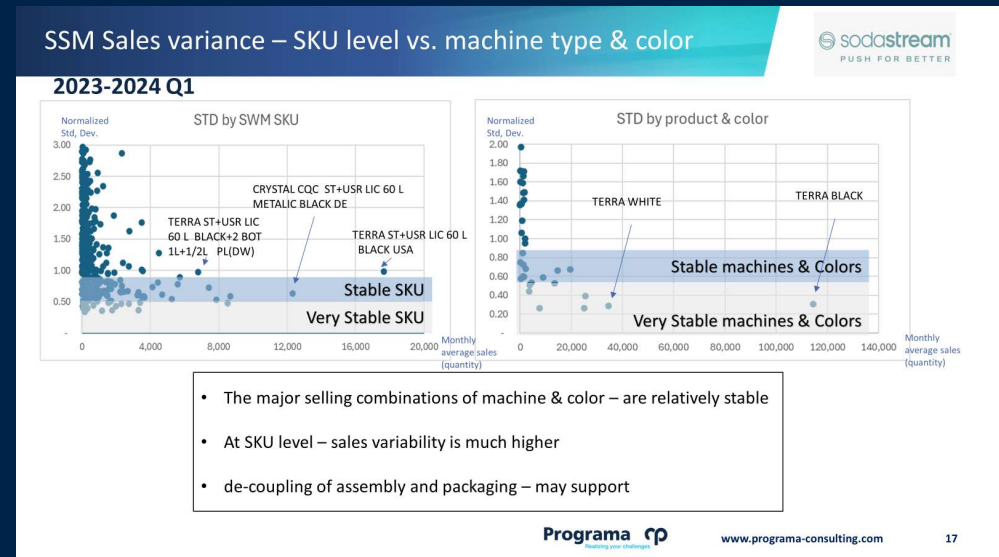 SSM Sales variance – SKU level vs. machine type & color
sodastream
PUSH FOR BETTER
2023-2024 Q1
Normalized
Std, Dev.
STD by SWM SKU
3.00
2.50
2.00
1.50
1.00
0.50
-
0
4,000
8,000
12,000
16,000
20,000
CRYSTAL CQC ST+USR LIC 60 L
METALIC BLACK DE
TERRA ST+USR LIC
60 L BLACK+2 BOT
1L+1/2L PL(DW)
TERRA ST+USR LIC 60 L
BLACK USA
Stable SKU
Very Stable SKU
Monthly
average sales
(quantity)
Normalized
Std, Dev.
STD by product & color
2.00
1.80
1.60
1.40
1.20
1.00
0.80
0.60
0.40
0.20
-
0
20,000
40,000
60,000
80,000
100,000
120,000
140,000
TERRA WHITE
TERRA BLACK
Stable machines & Colors
Very Stable machines & Colors
Monthly
average sales
(quantity)
• The major selling combinations of machine & color – are relatively stable
• At SKU level – sales variability is much higher
• de-coupling of assembly and packaging – may support
Programa
Realizing your challenges
www.programa-consulting.com
17